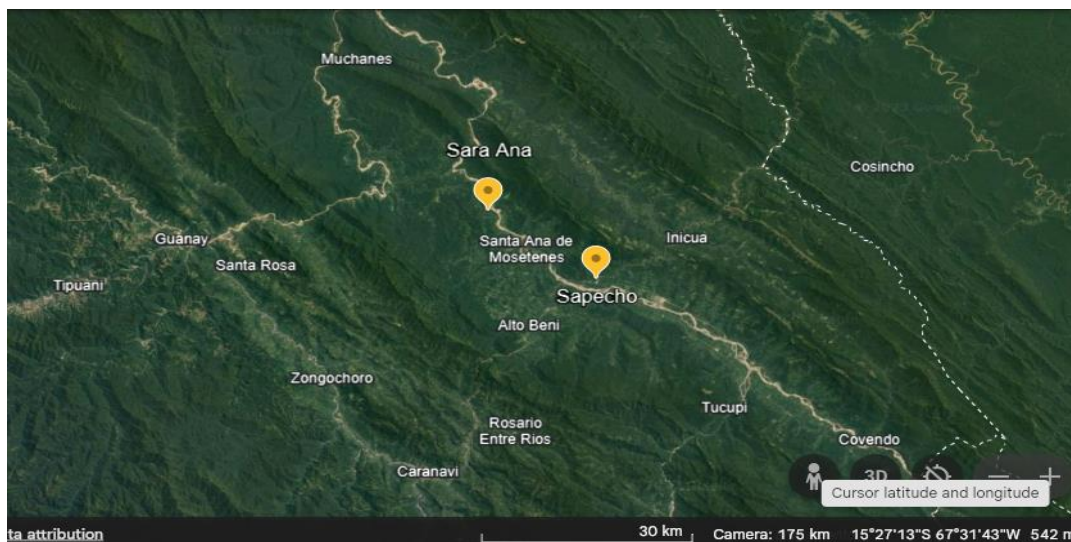 Muchanes
Sara Ana
Cosincho
Guanay
Santa Ana de
Mosetenes
Inicua
Santa Rosa
Tipuani
Sapecho
Alto Beni
Zongochoro
Tucupi
Rosario
Entre Rios
Covendo
Caranavi
3D
Cursor latitude and longitude
ta attribution
30 km
Camera: 175 km
15°27'13"S 67°31'43"W
542 m